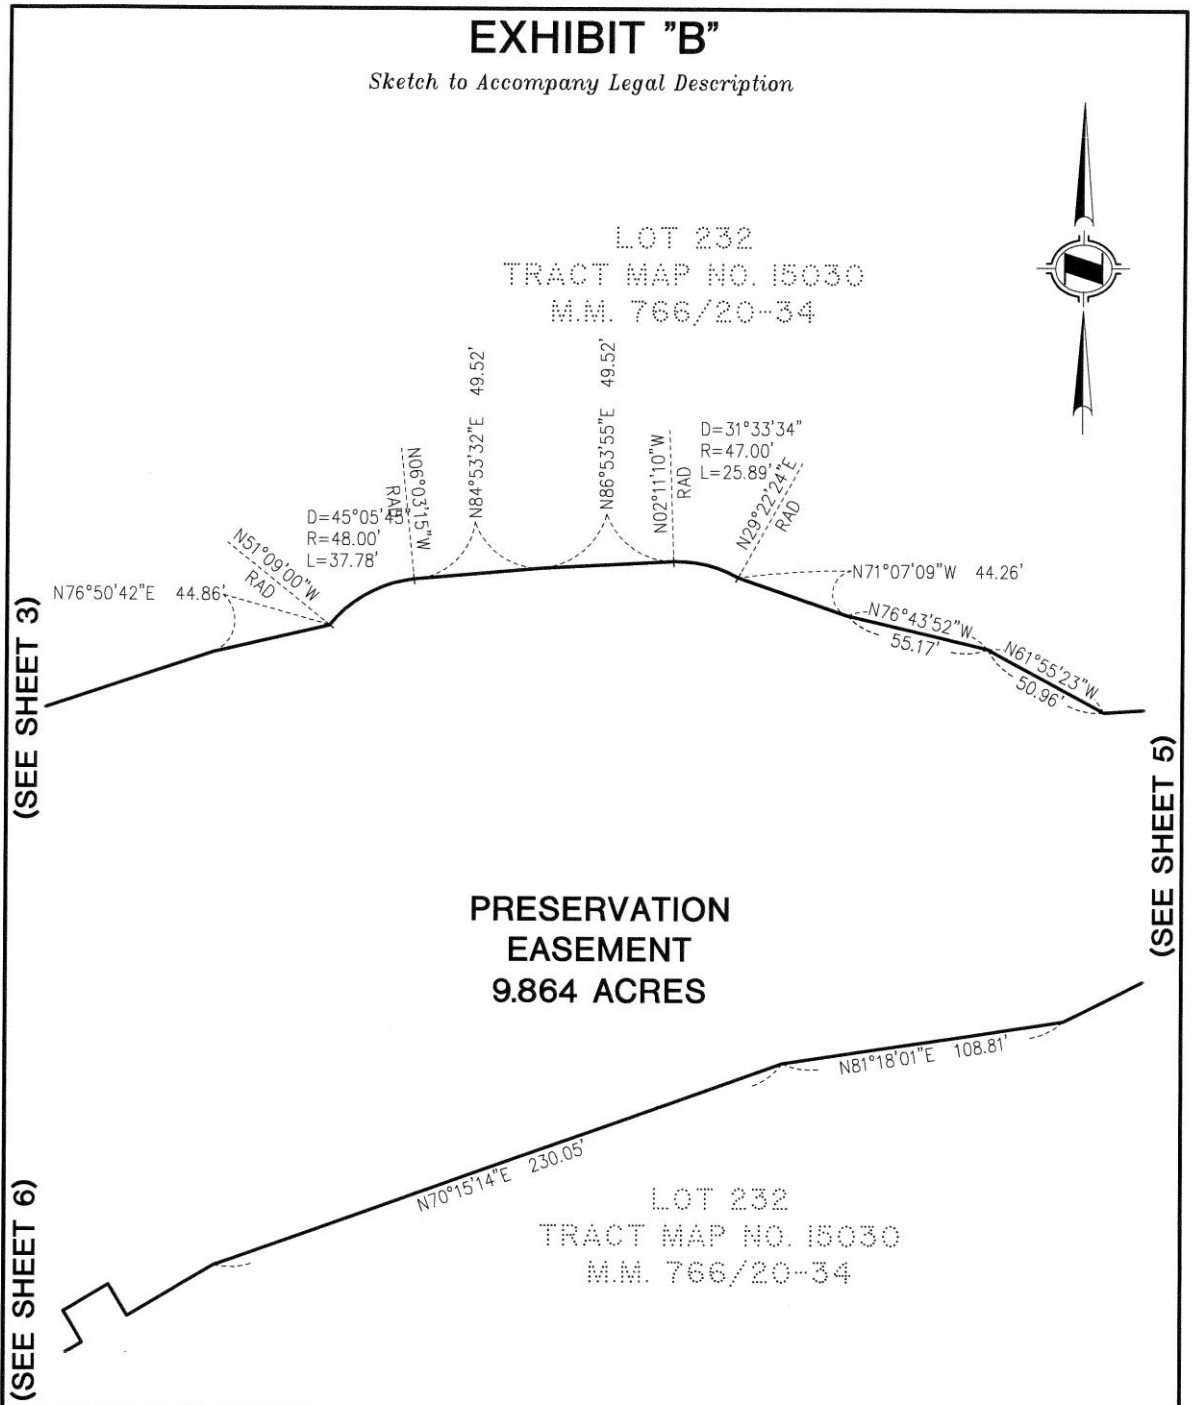 EXHIBIT "B"
Sketch to Accompany Legal Description
LOT 232
TRACT MAP NO. 15030
M.M. 766/20-34
N76°50'42"E 44.86'
N51°09'00"W
RAD
D=45°05'45"
R=48.00'
L=37.78'
N06°03'15"W
RAD
N84°53'32"E 49.52'
N86°53'55"E 49.52'
N02°11'10"W
RAD
D=31°33'34"
R=47.00'
L=25.89'
N29°22'24"E
RAD
N71°07'09"W 44.26'
N76°43'52"W
55.17'
N61°55'23"W
50.96'
(SEE SHEET 3)
(SEE SHEET 5)
PRESERVATION
EASEMENT
9.864 ACRES
N81°18'01"E 108.81'
N70°15'14"E 230.05'
LOT 232
TRACT MAP NO. 15030
M.M. 766/20-34
(SEE SHEET 6)